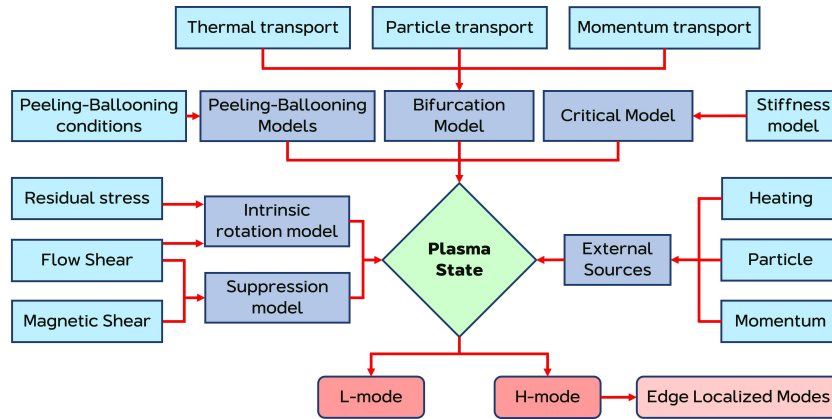 Thermal transport
Particle transport
Momentum transport
Peeling-Ballooning
conditions
Peeling-Ballooning
Models
Bifurcation
Model
Critical Model
Stiffness
model
Residual stress
Flow Shear
Magnetic Shear
Intrinsic
rotation model
Suppression
model
Plasma
State
External
Sources
Heating
Particle
Momentum
L-mode
H-mode
Edge Localized Modes